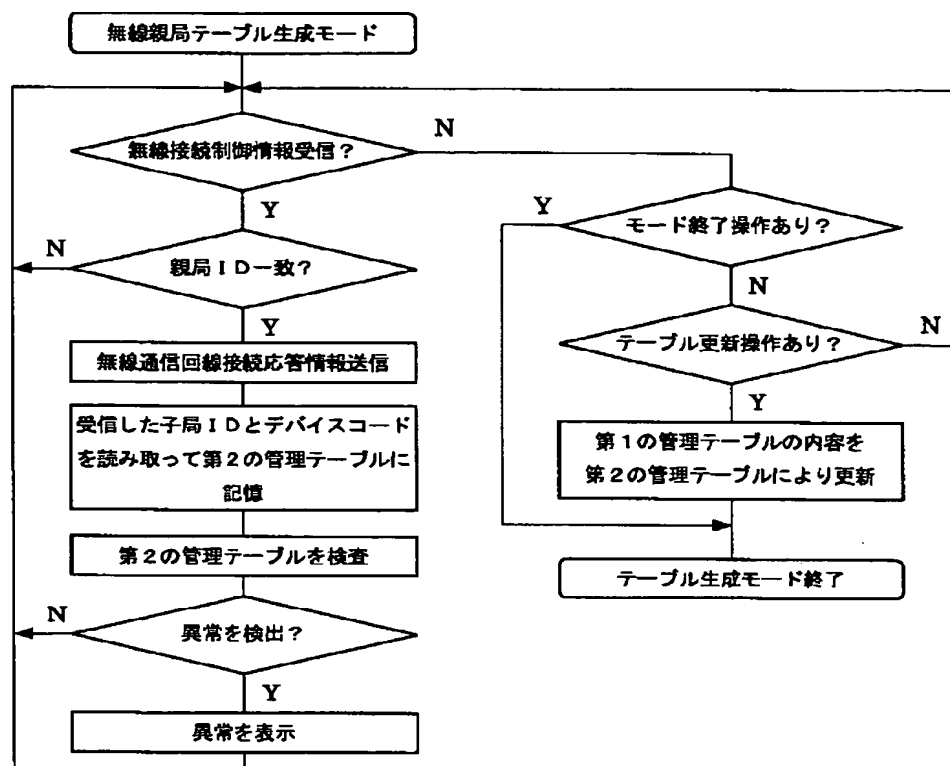 無線親局テーブル生成モード
無線接続制御情報受信？
N
Y
親局ＩＤ一致？
N
Y
無線通信回線接続応答情報送信
受信した子局ＩＤとデバイスコード
を読み取って第２の管理テーブルに
記憶
第２の管理テーブルを検査
異常を検出？
N
Y
異常を表示
モード終了操作あり？
Y
N
テーブル更新操作あり？
N
Y
第１の管理テーブルの内容を
第２の管理テーブルにより更新
テーブル生成モード終了